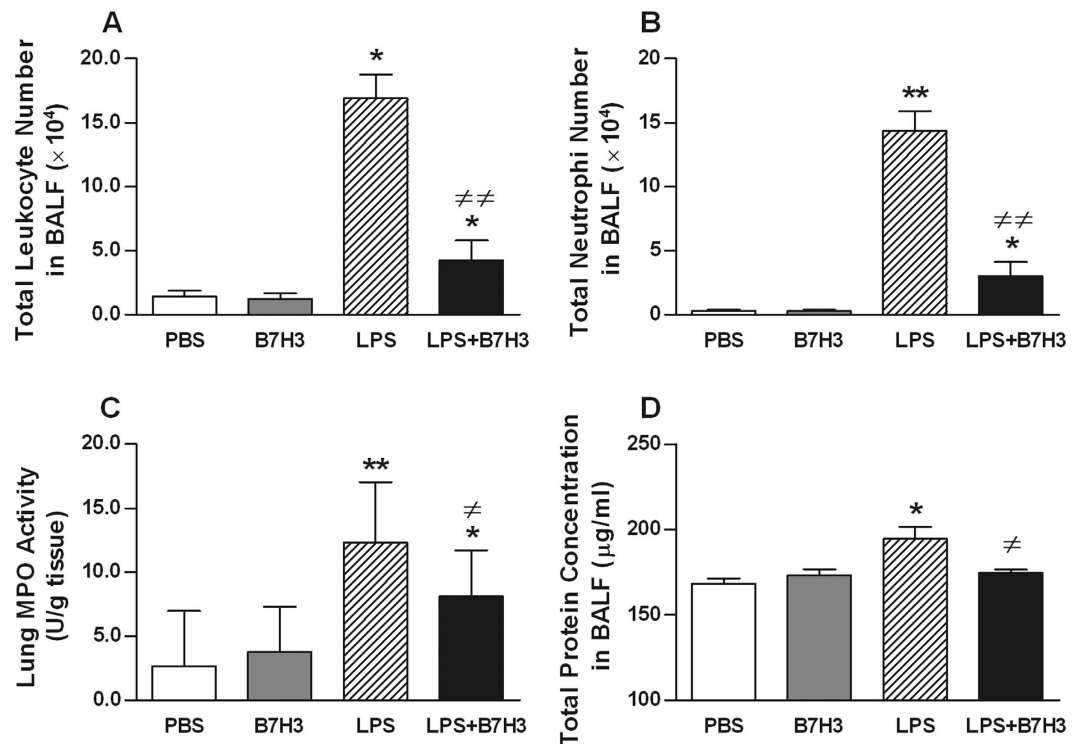 A
Total Leukocyte Number
in BALF (× 10⁴)
20.0
15.0
10.0
5.0
0.0
*
≠≠
*
PBS
B7H3
LPS
LPS+B7H3
B
Total Neutrophi Number
in BALF (× 10⁴)
20
15
10
5
0
**
≠≠
*
PBS
B7H3
LPS
LPS+B7H3
C
Lung MPO Activity
(U/g tissue)
20.0
15.0
10.0
5.0
0.0
**
≠
*
PBS
B7H3
LPS
LPS+B7H3
D
Total Protein Concentration
in BALF (μg/ml)
250
200
150
100
*
≠
PBS
B7H3
LPS
LPS+B7H3